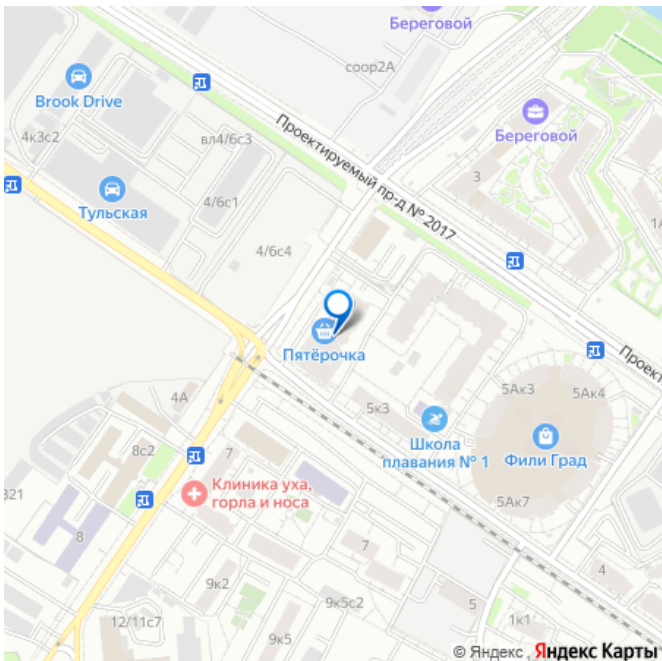 Береговой
соор2А
Brook Drive
4к3с2
вл4/6с3
Береговой
Проектируемый пр-д № 2017
3
1А
Тульская
4/6с1
4/6с4
Пятёрочка
Проект
5Ак3
5Ак4
4А
5к3
8с2
7
Школа
плавания № 1
Фили Град
Клиника уха,
горла и носа
321
5Ак7
8
7
4
9к2
9к5с2
5
1к1
12/11с7
9к5
© Яндекс
Яндекс Карты